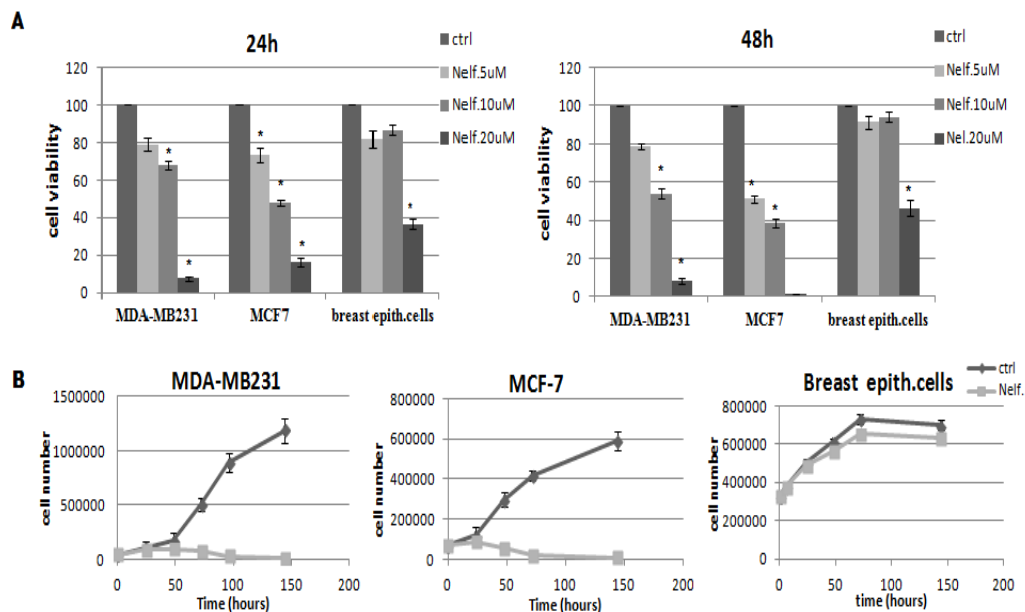 A
24h
ctrl
Nelf.5uM
Nelf.10uM
Nelf.20uM
cell viability
120
100
80
60
40
20
0
* * * * *
MDA-MB231 MCF7 breast epith.cells
48h
ctrl
Nelf.5uM
Nelf.10uM
Nel.20uM
cell viability
120
100
80
60
40
20
0
* * * * *
MDA-MB231 MCF7 breast epith.cells
B
MDA-MB231
cell number
1500000
1000000
500000
0
0 50 100 150 200
Time (hours)
MCF-7
cell number
800000
600000
400000
200000
0
0 50 100 150 200
Time (hours)
Breast epith.cells
ctrl
Nelf.
cell number
800000
600000
400000
200000
0
0 50 100 150 200
time (hours)